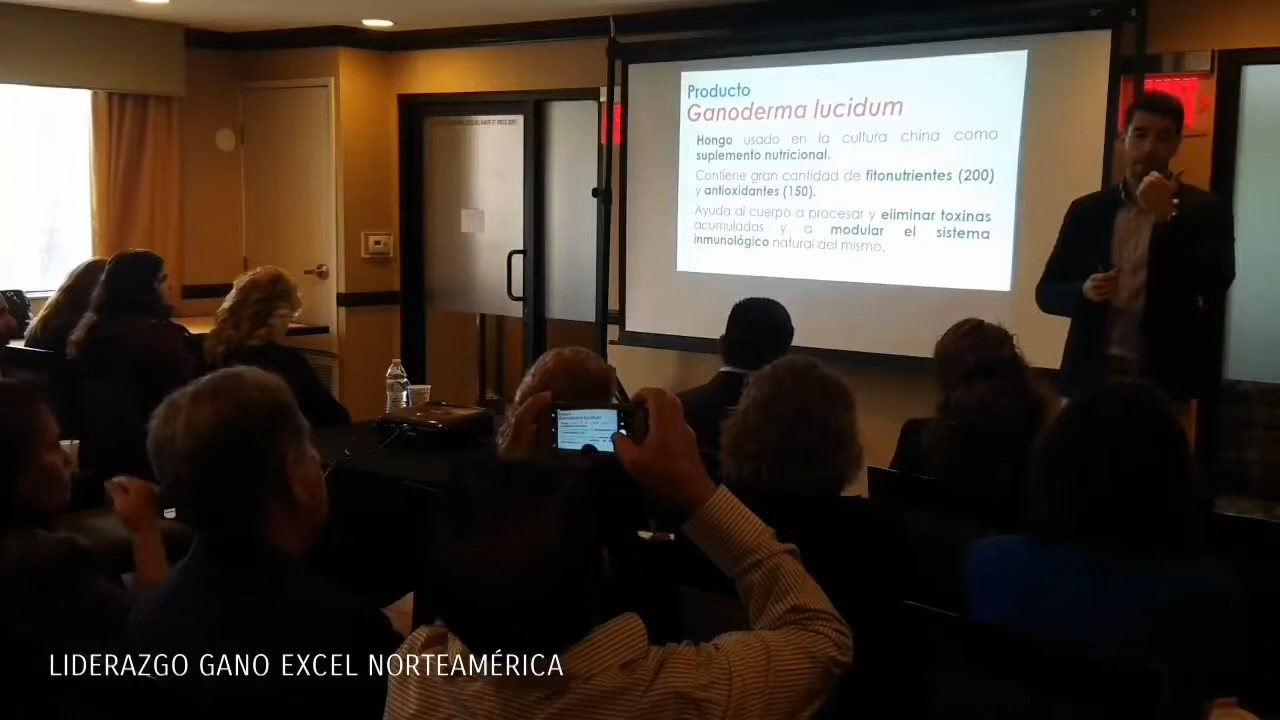 Producto
Ganoderma lucidum
Hongo usado en la cultura china como
suplemento nutricional.
Contiene gran cantidad de fitonutrientes (200)
y antioxidantes (150).
Ayuda al cuerpo a procesar y eliminar toxinas
acumuladas y a modular el sistema
inmunológico natural del mismo.
LIDERAZGO GANO EXCEL NORTEAMÉRICA